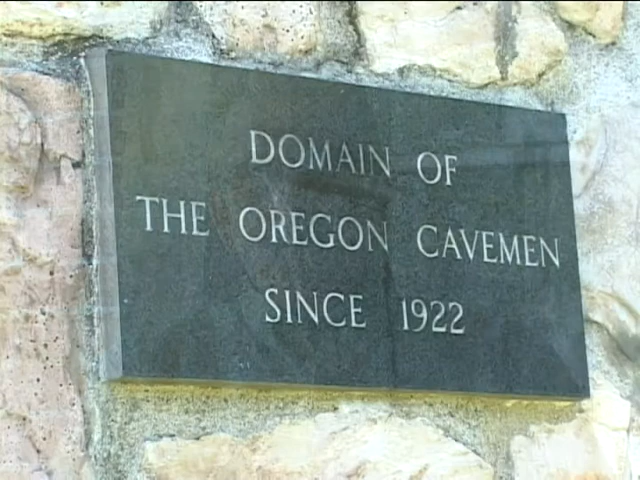 DOMAIN OF
THE OREGON CAVEMEN
SINCE 1922